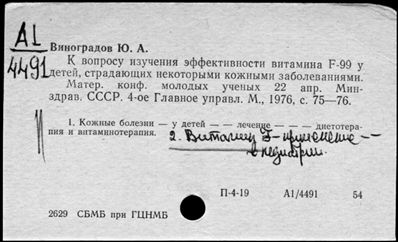 А1
4491
Виноградов Ю. А.
К вопросу изучения эффективности витамина F-99 у
детей, страдающих некоторыми кожными заболеваниями.
Матер. конф. молодых ученых 22 апр. Мин-
здрав. СССР. 4-ое Главное управл. М., 1976, с. 75—76.
1. Кожные болезни — у детей — — лечение — — — диетотера-
пия и витаминотерапия. 2. Витамин F - применение —
в педиатрии.
П-4-19 А1/4491 54
2629 СБМБ при ГЦНМБ